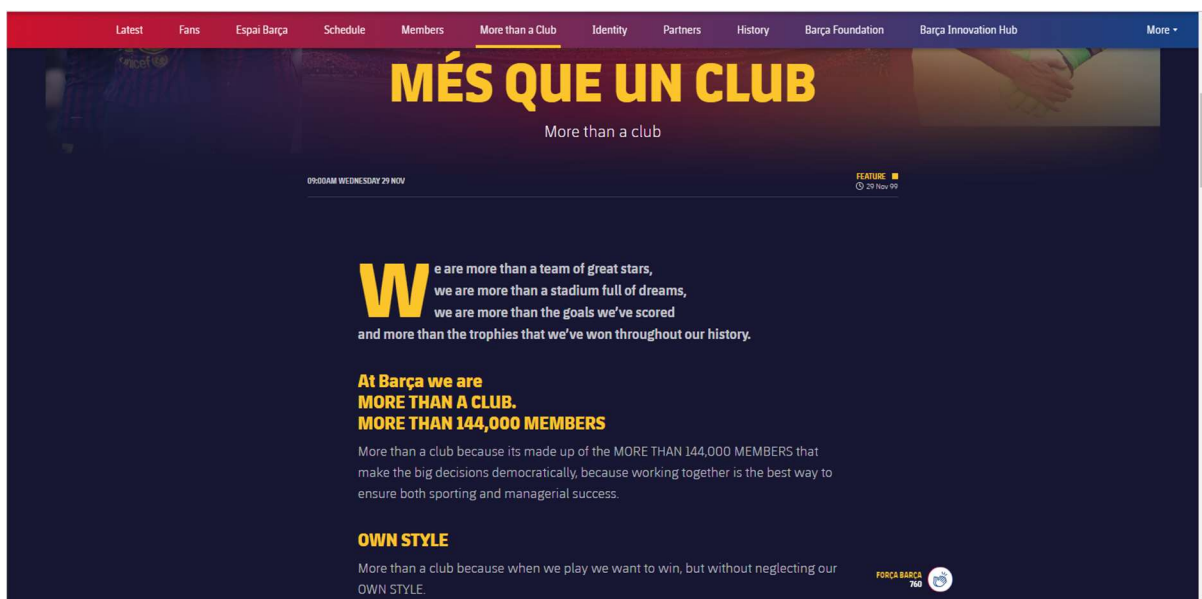 Latest Fans Espai Barça Schedule Members More than a Club Identity Partners History Barça Foundation Barça Innovation Hub More
unicef
MÉS QUE UN CLUB
More than a club
09:00AM WEDNESDAY 29 NOV
FEATURE
29 Nov 99
We are more than a team of great stars,
we are more than a stadium full of dreams,
we are more than the goals we've scored
and more than the trophies that we've won throughout our history.
At Barça we are
MORE THAN A CLUB.
MORE THAN 144,000 MEMBERS
More than a club because its made up of the MORE THAN 144,000 MEMBERS that
make the big decisions democratically, because working together is the best way to
ensure both sporting and managerial success.
OWN STYLE
More than a club because when we play we want to win, but without neglecting our
OWN STYLE.
FORÇA BARÇA
760